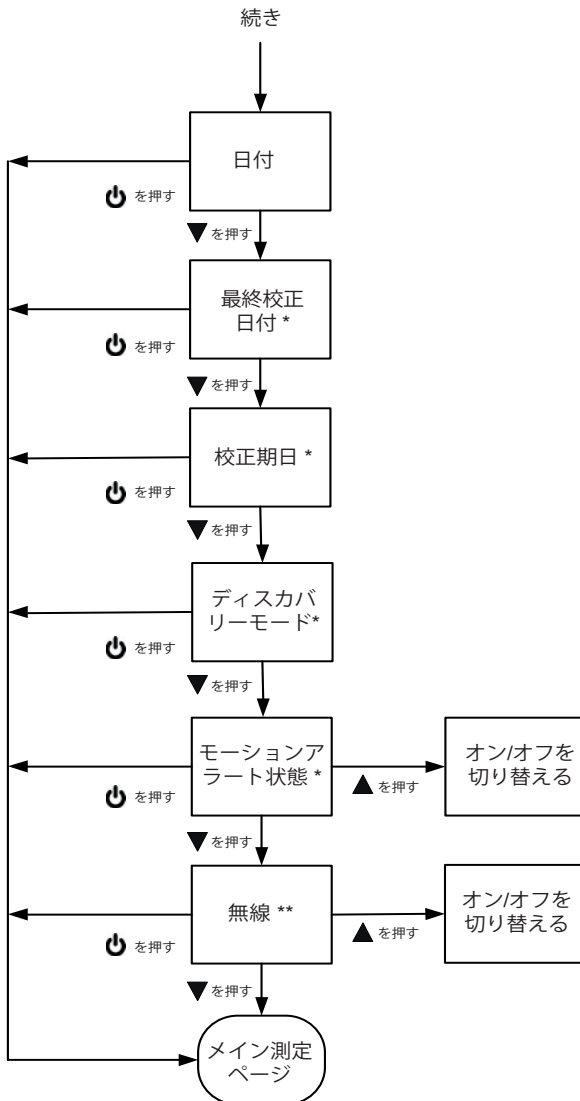 続き
日付
を押す
を押す
最終校正
日付 *
を押す
を押す
校正期日 *
を押す
を押す
ディスカバ
リーモード*
を押す
を押す
モーションア
ラート状態 *
を押す
オン/オフを
切り替える
を押す
を押す
無線 **
を押す
オン/オフを
切り替える
を押す
を押す
メイン測定
ページ